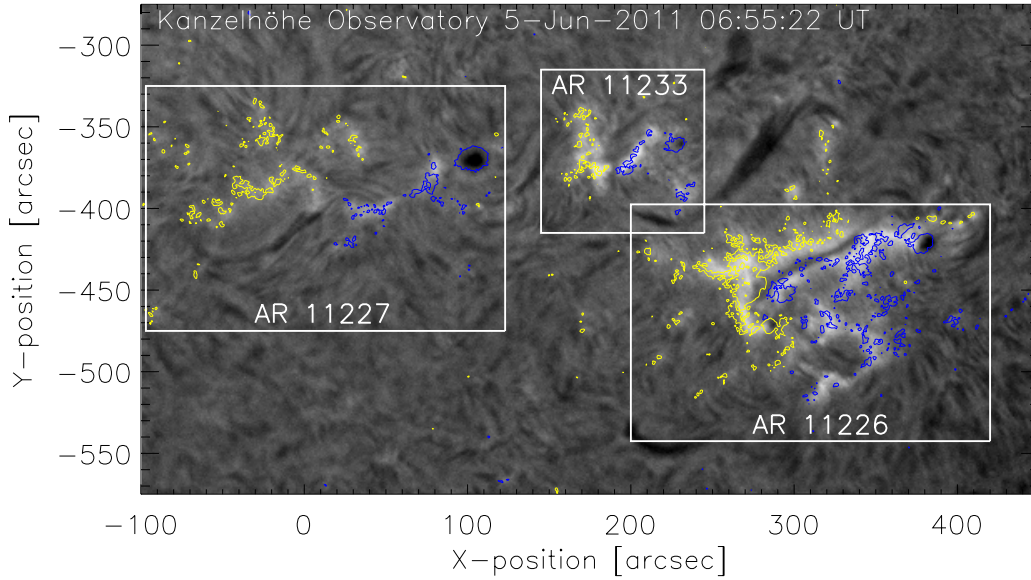 Kanzelhöhe Observatory 5-Jun-2011 06:55:22 UT
AR 11233
AR 11227
AR 11226
Y-position [arcsec]
-300
-350
-400
-450
-500
-550
-100 0 100 200 300 400
X-position [arcsec]